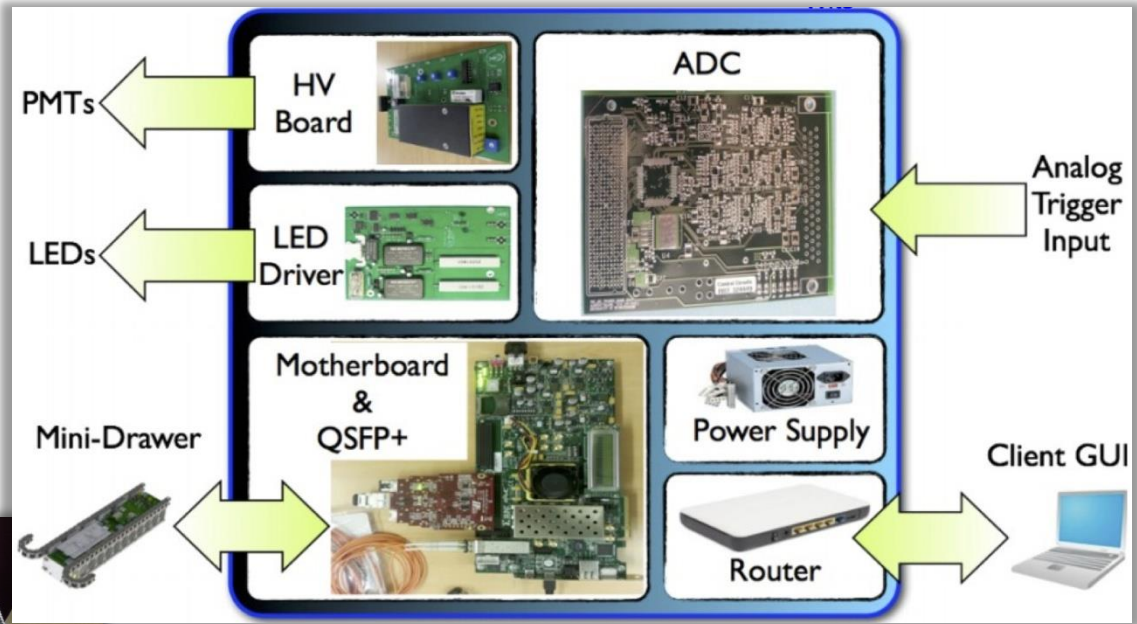 HV
Board
ADC
PMTs
Analog
Trigger
Input
LED
Driver
LEDs
Motherboard
&
QSFP+
Power Supply
Mini-Drawer
Client GUI
Router